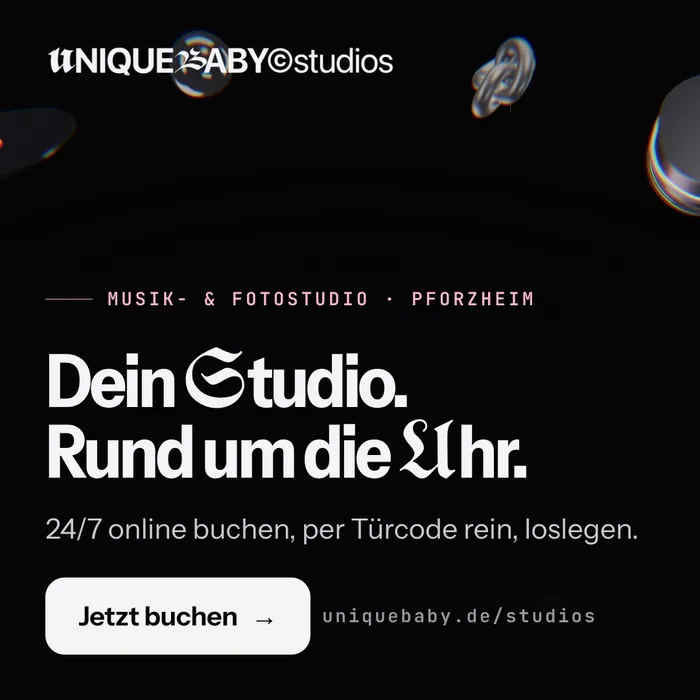 UNIQUEBABY©studios
MUSIK- & FOTOSTUDIO · PFORZHEIM
Dein Studio.
Rund um die Uhr.
24/7 online buchen, per Türcode rein, loslegen.
Jetzt buchen → uniquebaby.de/studios